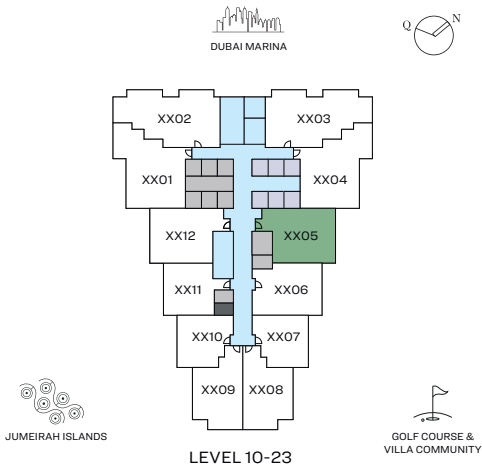 DUBAI MARINA
Q N
XX02 XX03
XX01 XX04
XX12 XX05
XX11 XX06
XX10 XX07
XX09 XX08
JUMEIRAH ISLANDS
GOLF COURSE &
VILLA COMMUNITY
LEVEL 10-23